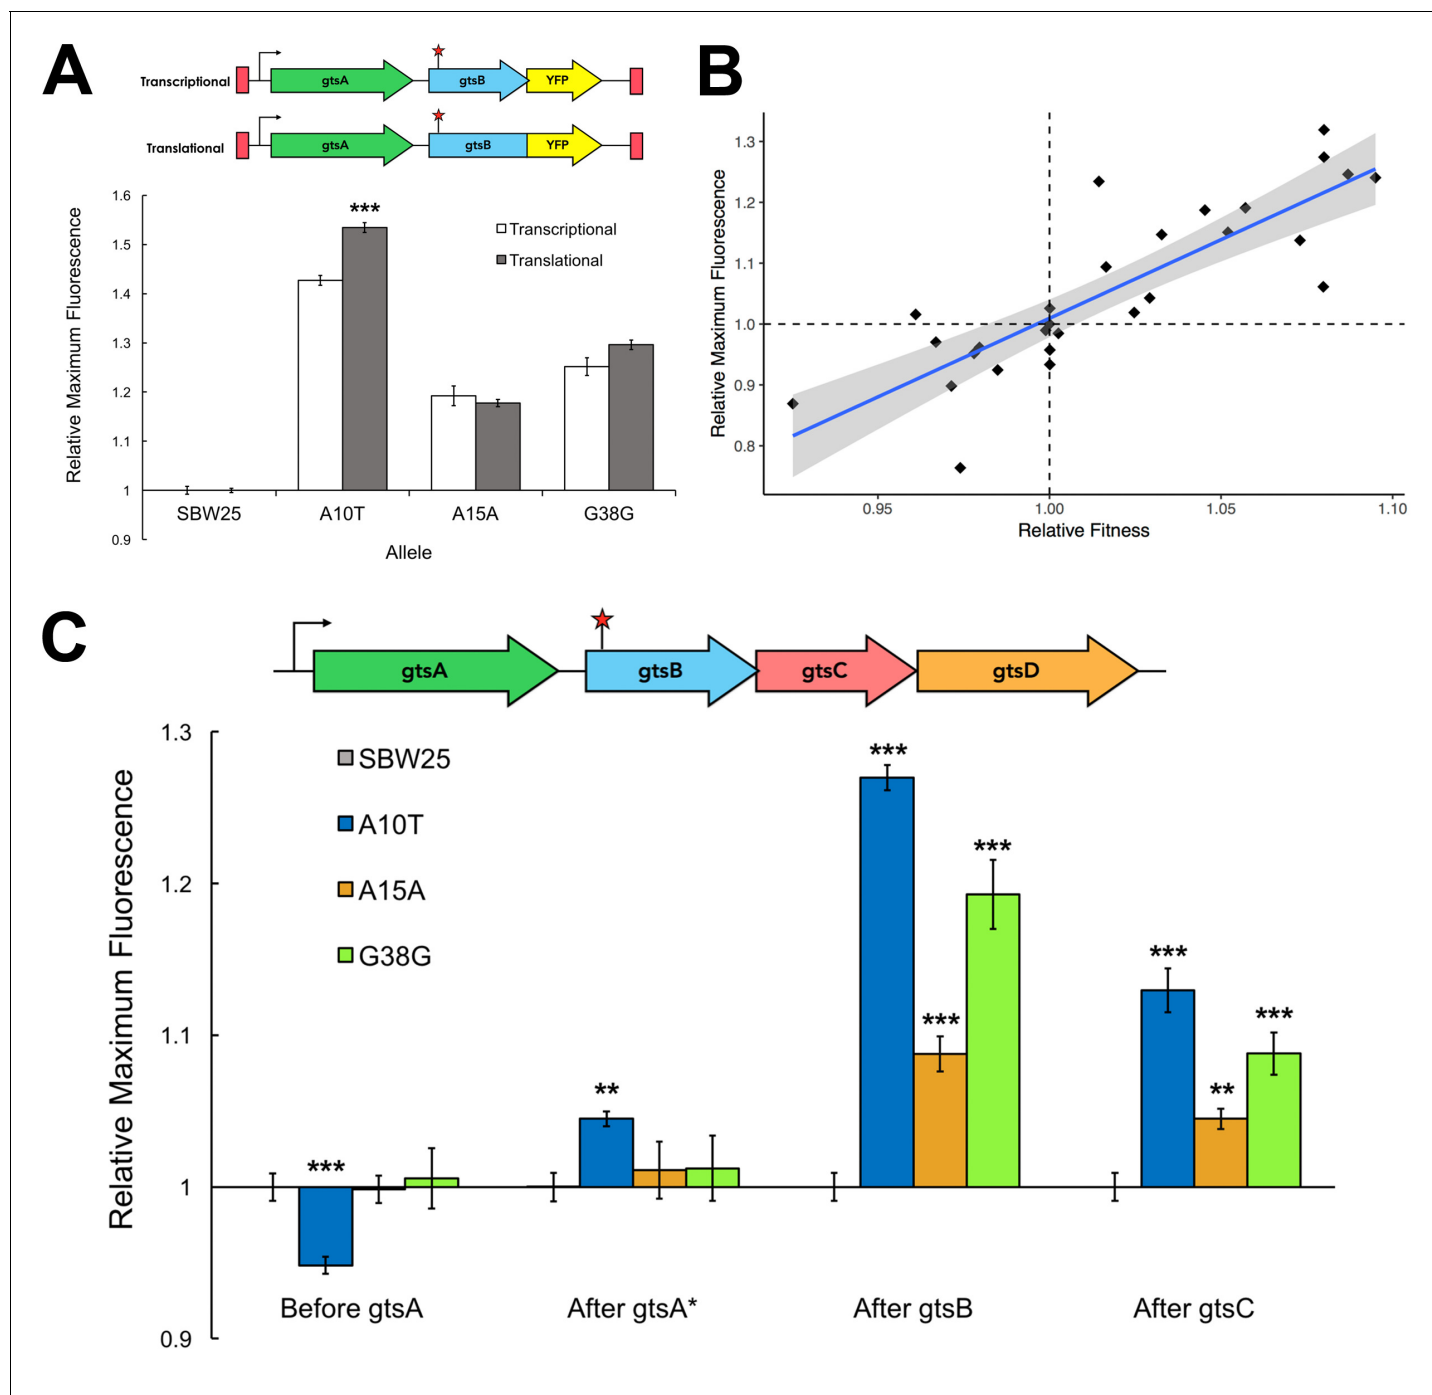 A
Transcriptional
gtsA
gtsB
YFP
Translational
gtsA
gtsB
YFP
Relative Maximum Fluorescence
1.6
1.5
1.4
1.3
1.2
1.1
1
0.9
***
Transcriptional
Translational
SBW25
A10T
A15A
G38G
Allele
B
Relative Maximum Fluorescence
1.3
1.2
1.1
1.0
0.9
0.8
0.95
1.00
1.05
1.10
Relative Fitness
C
gtsA
gtsB
gtsC
gtsD
Relative Maximum Fluorescence
1.3
1.2
1.1
1
0.9
SBW25
A10T
A15A
G38G
***
**
***
***
***
***
**
***
Before gtsA
After gtsA*
After gtsB
After gtsC